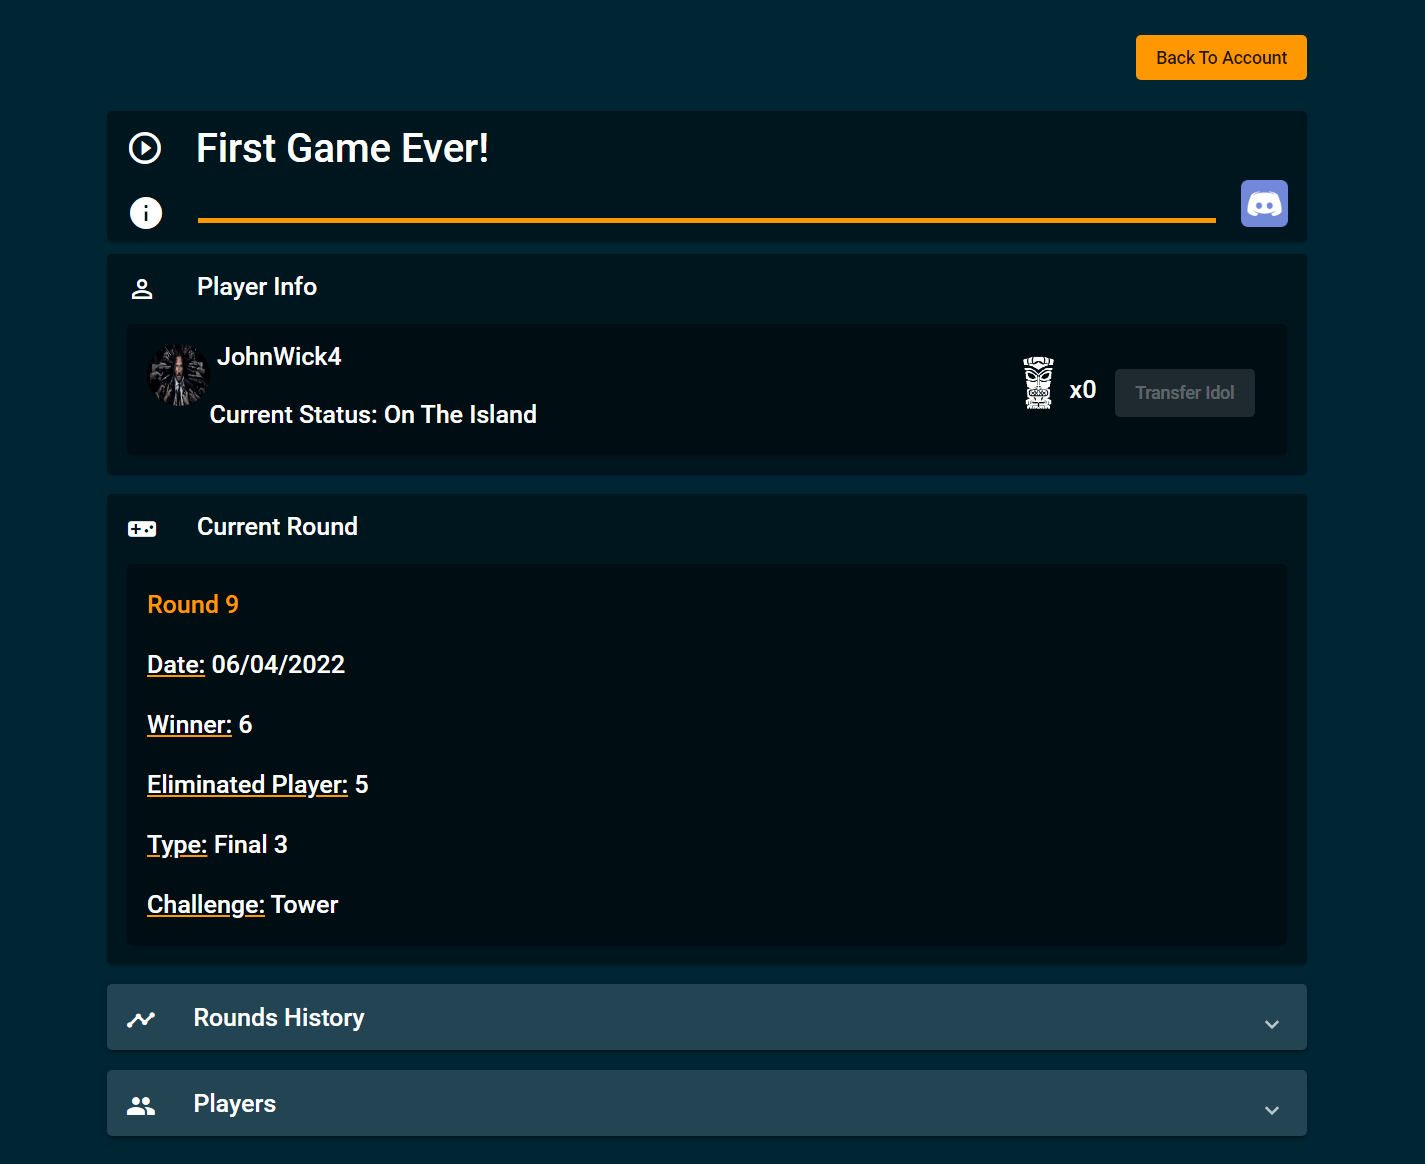 Back To Account
First Game Ever!
Player Info
JohnWick4
Current Status: On The Island
x0
Transfer Idol
Current Round
Round 9
Date: 06/04/2022
Winner: 6
Eliminated Player: 5
Type: Final 3
Challenge: Tower
Rounds History
Players